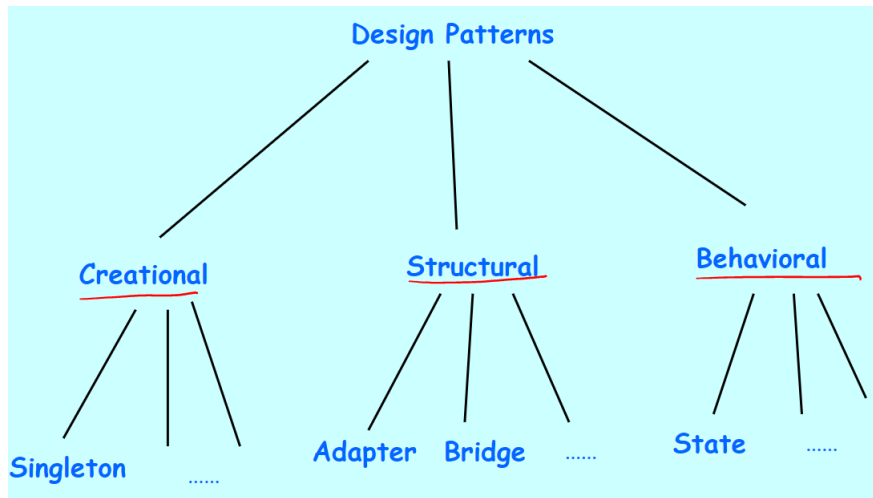 Design Patterns
Creational
Structural
Behavioral
Singleton
......
Adapter
Bridge
......
State
......